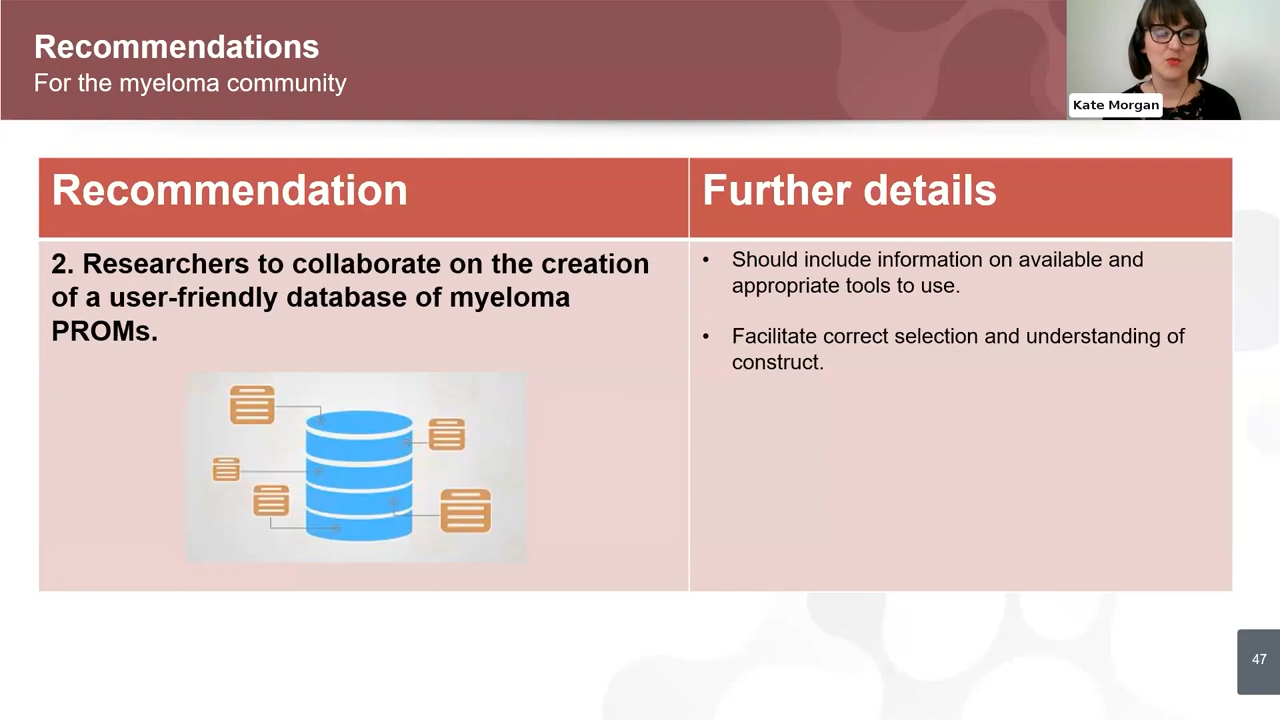 Recommendations
For the myeloma community
Kate Morgan
Recommendation
Further details
2. Researchers to collaborate on the creation
of a user-friendly database of myeloma
PROMs.
• Should include information on available and
appropriate tools to use.
• Facilitate correct selection and understanding of
construct.
47